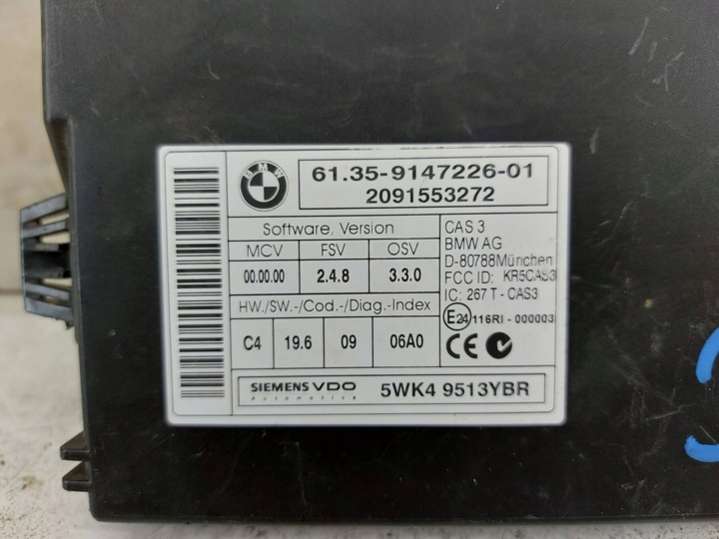 BMW
61.35-9147226-01
2091553272
Software, Version
MCV FSV OSV
00.00.00 2.4.8 3.3.0
HW./SW.-/Cod.-/Diag.-Index
C4 19.6 09 06A0
CAS 3
BMW AG
D-80788München
FCC ID: KR5CAS3
IC: 267 T - CAS3
E24 116RI - 000003
CE
SIEMENS VDO
Automotive
5WK4 9513YBR